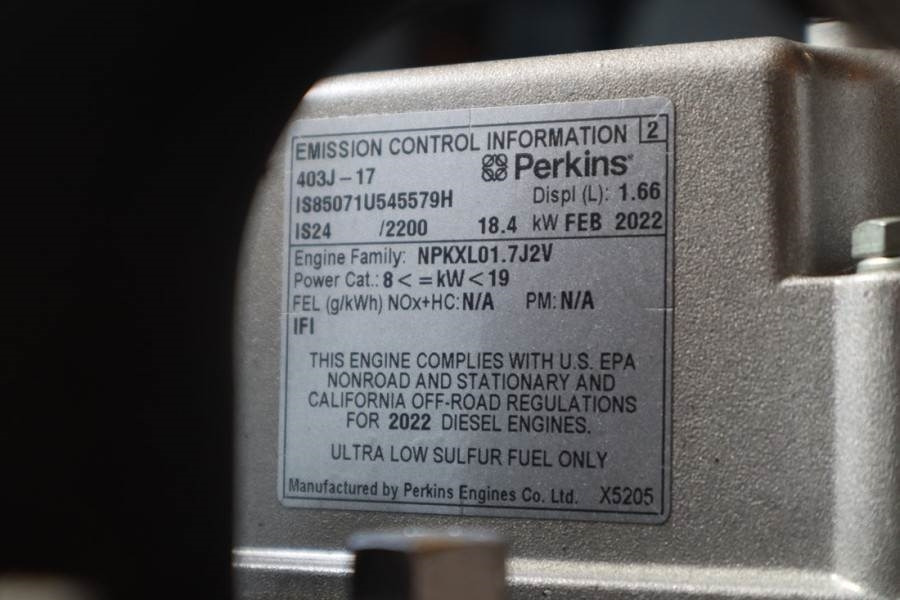 EMISSION CONTROL INFORMATION 2
403J-17 Perkins
IS85071U545579H Displ (L): 1.66
IS24 /2200 18.4 kW FEB 2022
Engine Family: NPKXL01.7J2V
Power Cat.: 8 < = kW < 19
FEL (g/kWh) NOx+HC: N/A PM: N/A
IFI
THIS ENGINE COMPLIES WITH U.S. EPA
NONROAD AND STATIONARY AND
CALIFORNIA OFF-ROAD REGULATIONS
FOR 2022 DIESEL ENGINES.
ULTRA LOW SULFUR FUEL ONLY
Manufactured by Perkins Engines Co. Ltd. X5205